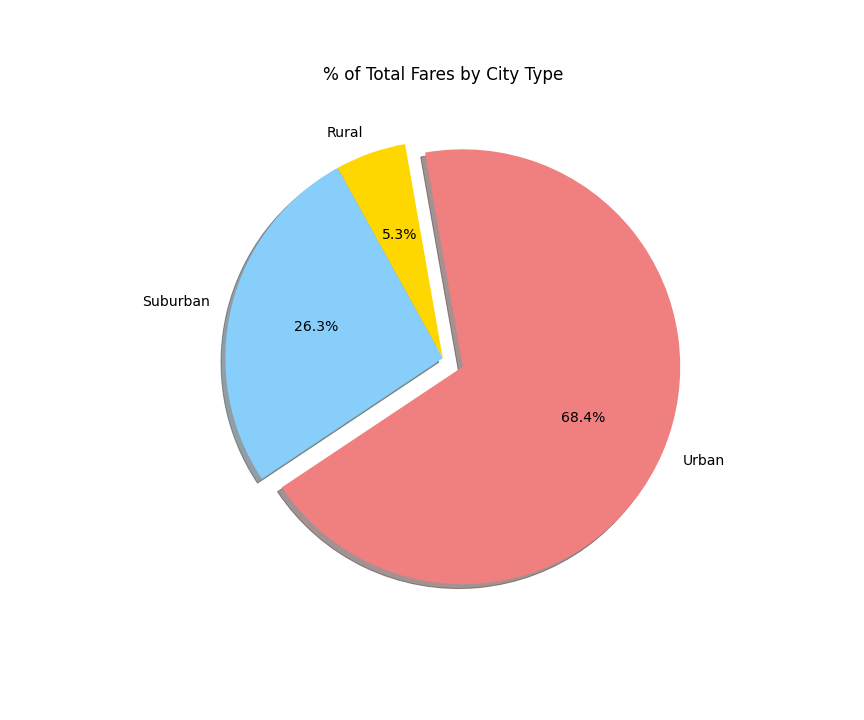 % of Total Fares by City Type
Rural
5.3%
Suburban
26.3%
68.4%
Urban